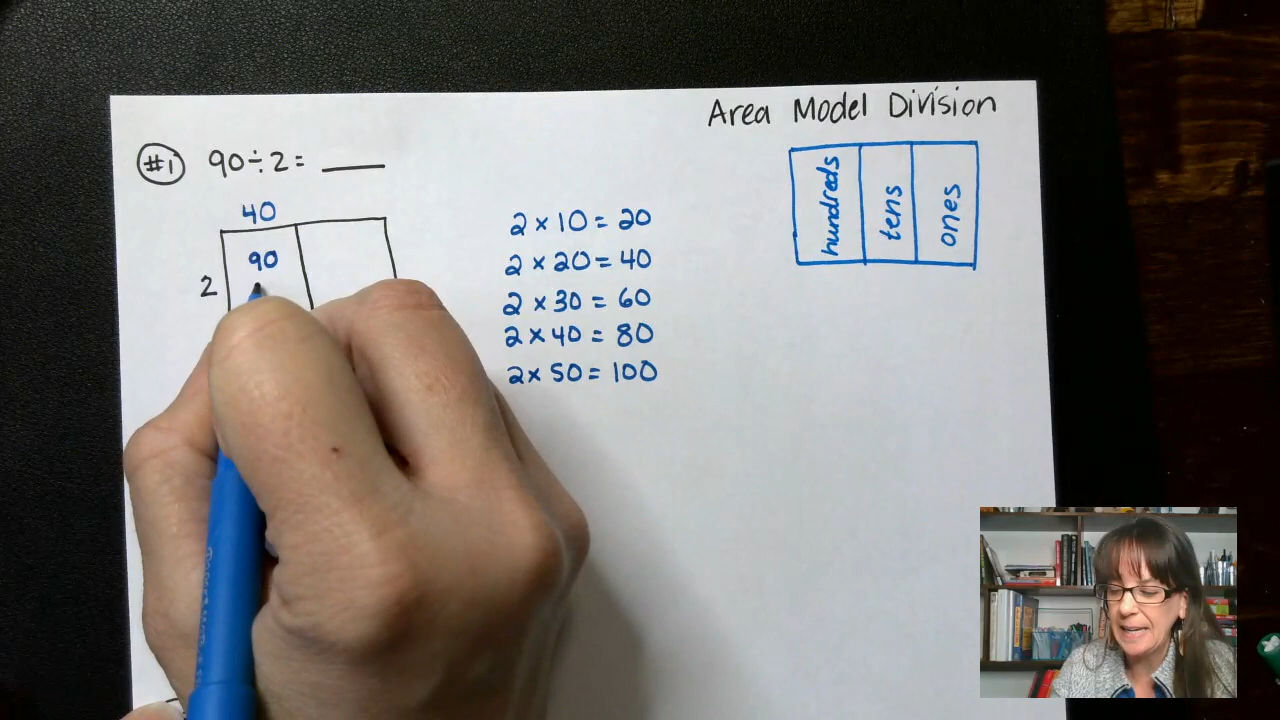 Area Model Division
#1 90÷2= ____
40
90
2
2 × 10 = 20
2 × 20 = 40
2 × 30 = 60
2 × 40 = 80
2 × 50 = 100
hundreds
tens
ones